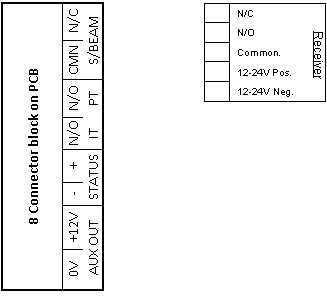 8 Connector block on PCB
0V +12V - + N/O N/O CMN N/C
AUX OUT STATUS IT PT S/BEAM
N/C
N/O
Common.
12-24V Pos.
12-24V Neg.
Receiver